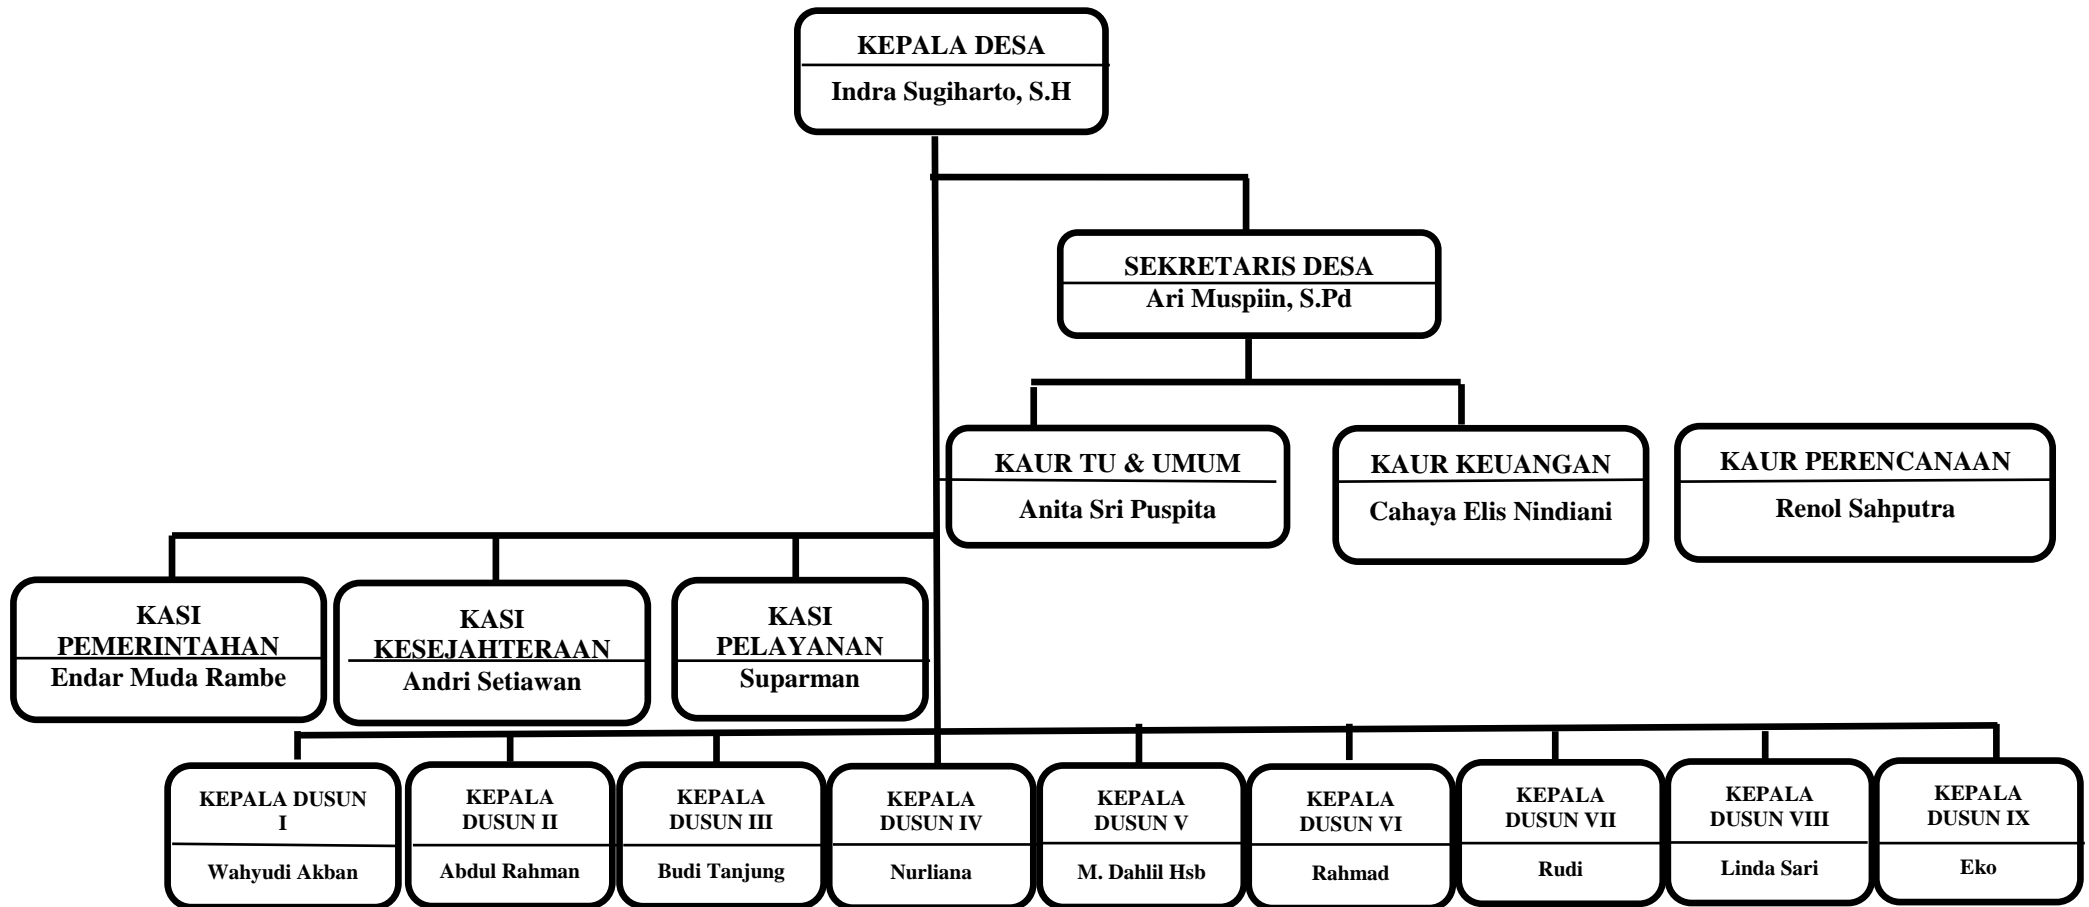 KEPALA DESA
Indra Sugiharto, S.H
SEKRETARIS DESA
Ari Muspiin, S.Pd
KAUR TU & UMUM
Anita Sri Puspita
KAUR KEUANGAN
Cahaya Elis Nindiani
KAUR PERENCANAAN
Renol Sahputra
KASI
PEMERINTAHAN
Endar Muda Rambe
KASI
KESEJAHTERAAN
Andri Setiawan
KASI
PELAYANAN
Suparman
KEPALA DUSUN
I
Wahyudi Akban
KEPALA
DUSUN II
Abdul Rahman
KEPALA
DUSUN III
Budi Tanjung
KEPALA
DUSUN IV
Nurliana
KEPALA
DUSUN V
M. Dahlil Hsb
KEPALA
DUSUN VI
Rahmad
KEPALA
DUSUN VII
Rudi
KEPALA
DUSUN VIII
Linda Sari
KEPALA
DUSUN IX
Eko